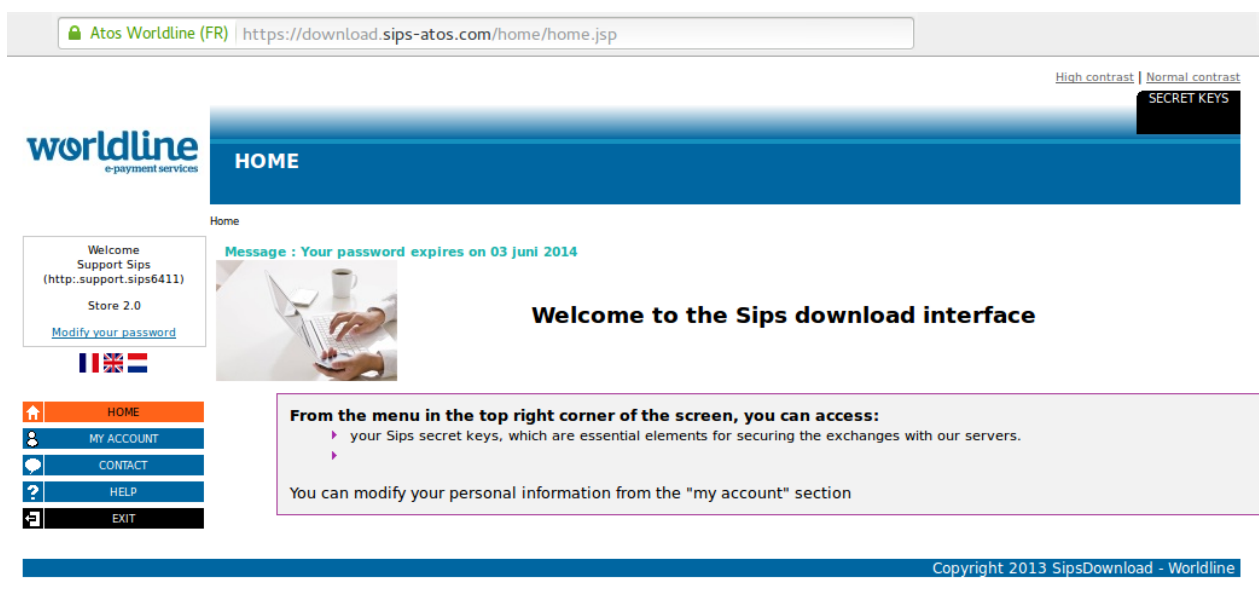 Atos Worldline (FR) https://download.sips-atos.com/home/home.jsp
High contrast | Normal contrast
SECRET KEYS
worldline
e-payment services
HOME
Home
Welcome
Support Sips
(http:.support.sips6411)
Store 2.0
Modify your password
Message : Your password expires on 03 juni 2014
Welcome to the Sips download interface
HOME
MY ACCOUNT
CONTACT
HELP
EXIT
From the menu in the top right corner of the screen, you can access:
your Sips secret keys, which are essential elements for securing the exchanges with our servers.
You can modify your personal information from the "my account" section
Copyright 2013 SipsDownload - Worldline